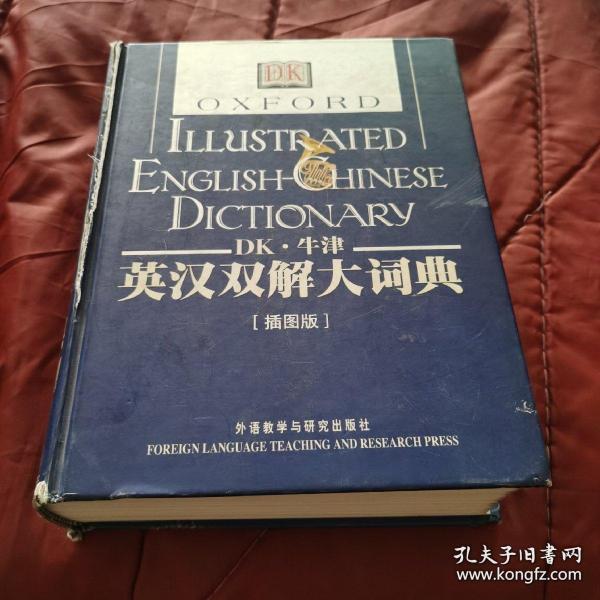 DK
OXFORD
ILLUSTRATED
ENGLISH-CHINESE
DICTIONARY
DK·牛津
英汉双解大词典
[插图版]
外语教学与研究出版社
FOREIGN LANGUAGE TEACHING AND RESEARCH PRESS
孔夫子旧书网
www.kongfz.com